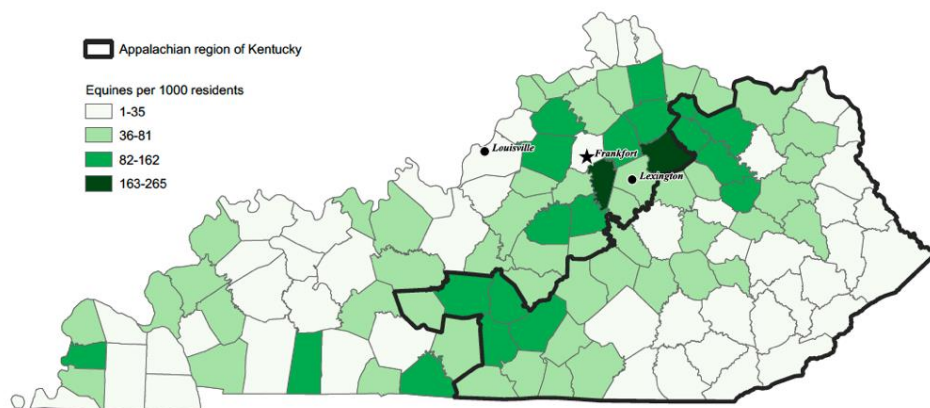 Appalachian region of Kentucky
Equines per 1000 residents
1-35
36-81
82-162
163-265
Louisville
Frankfort
Lexington